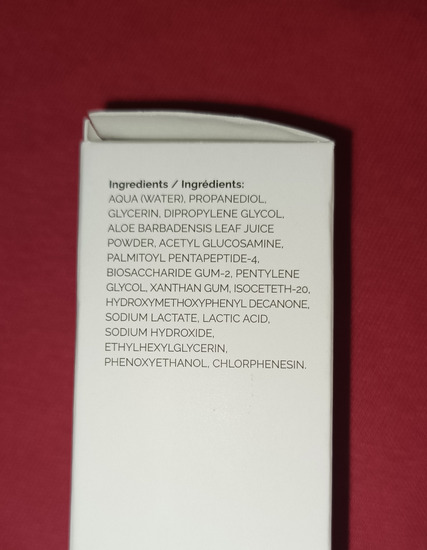 Ingredients / Ingrédients:
AQUA (WATER), PROPANEDIOL,
GLYCERIN, DIPROPYLENE GLYCOL,
ALOE BARBADENSIS LEAF JUICE
POWDER, ACETYL GLUCOSAMINE,
PALMITOYL PENTAPEPTIDE-4,
BIOSACCHARIDE GUM-2, PENTYLENE
GLYCOL, XANTHAN GUM, ISOCETETH-20,
HYDROXYMETHOXYPHENYL DECANONE,
SODIUM LACTATE, LACTIC ACID,
SODIUM HYDROXIDE,
ETHYLHEXYLGLYCERIN,
PHENOXYETHANOL, CHLORPHENESIN.